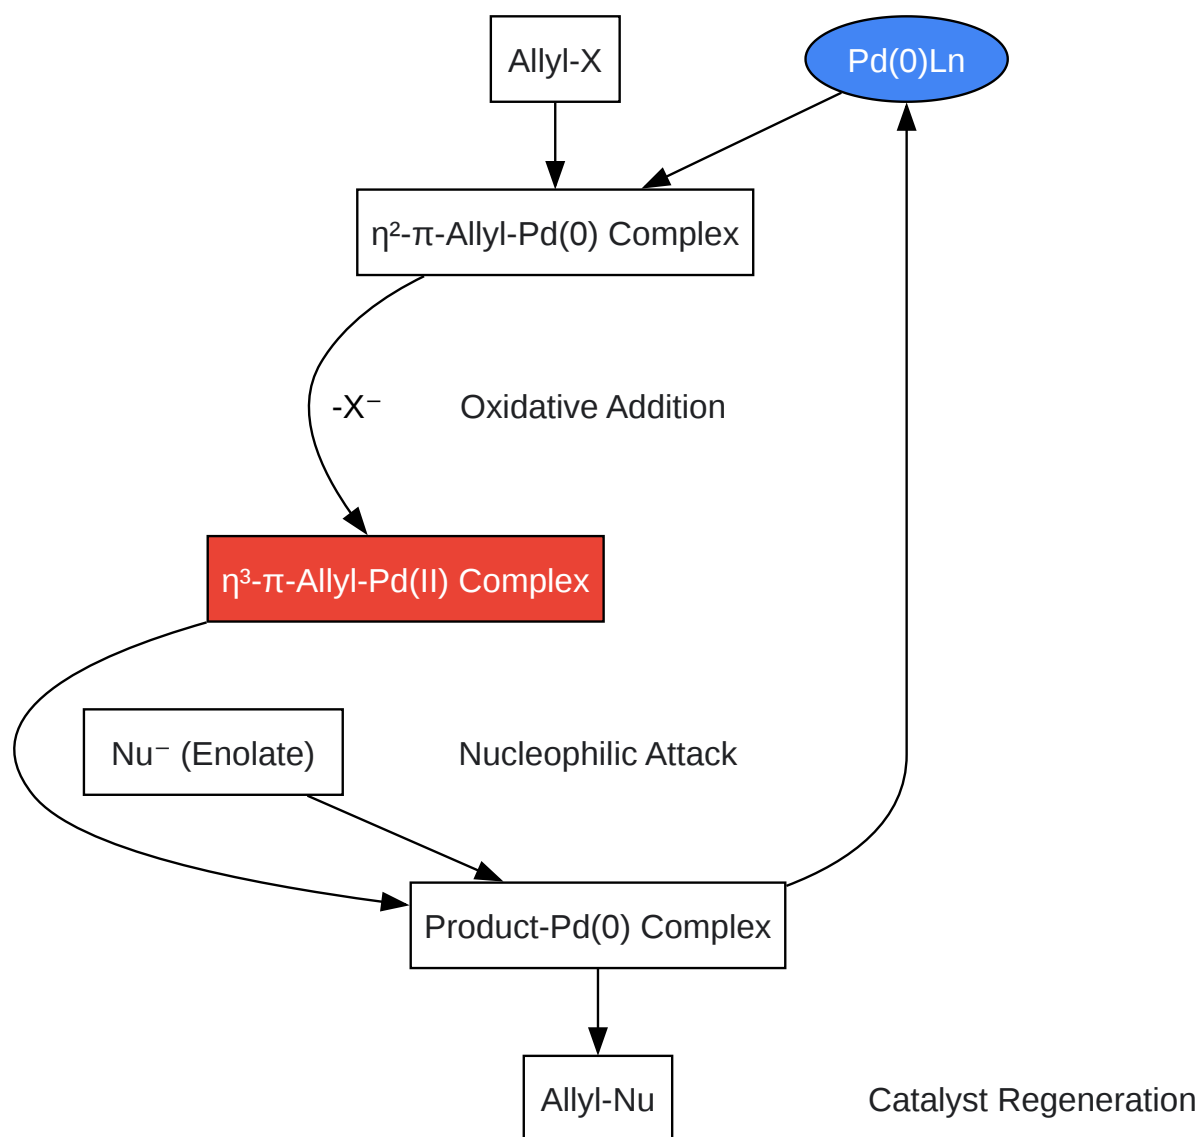 Allyl-X
Pd(0)Ln
η²-π-Allyl-Pd(0) Complex
-X⁻
Oxidative Addition
η³-π-Allyl-Pd(II) Complex
Nu⁻ (Enolate)
Nucleophilic Attack
Product-Pd(0) Complex
Allyl-Nu
Catalyst Regeneration